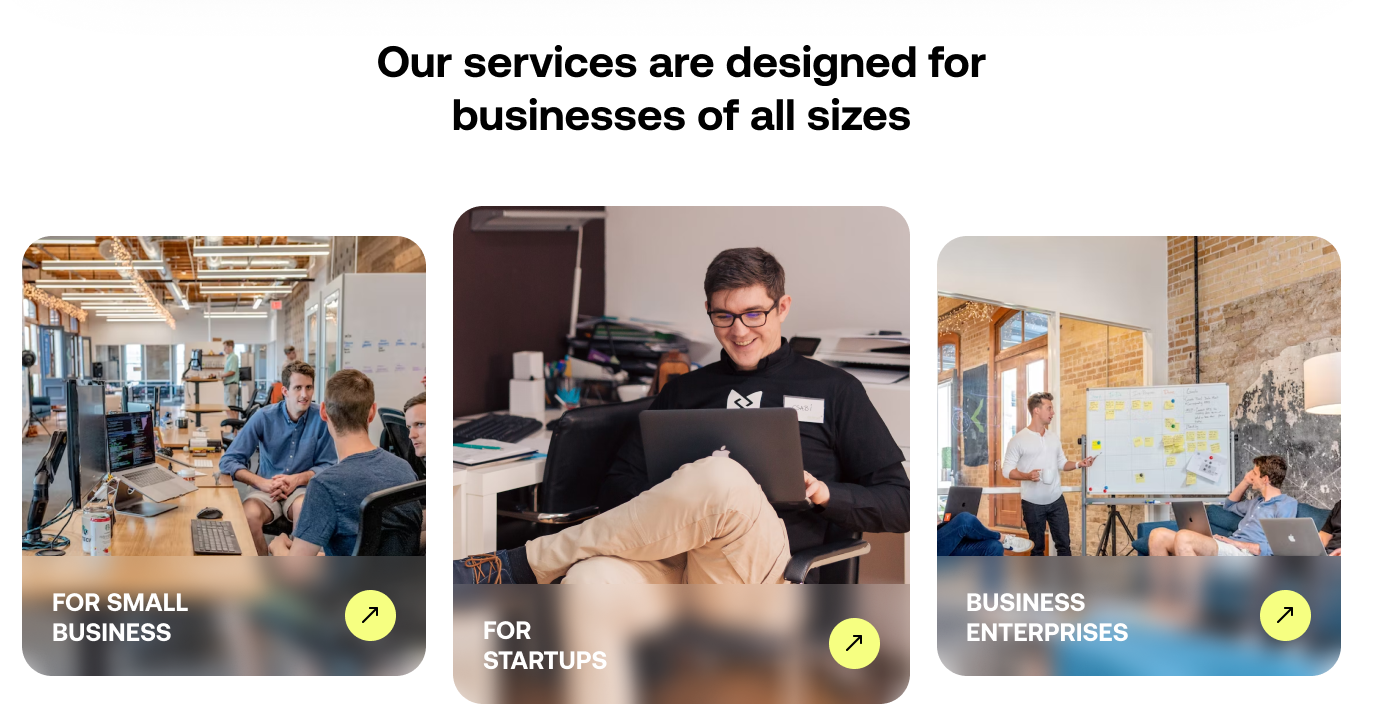 Our services are designed for
businesses of all sizes
FOR SMALL
BUSINESS
FOR
STARTUPS
BUSINESS
ENTERPRISES